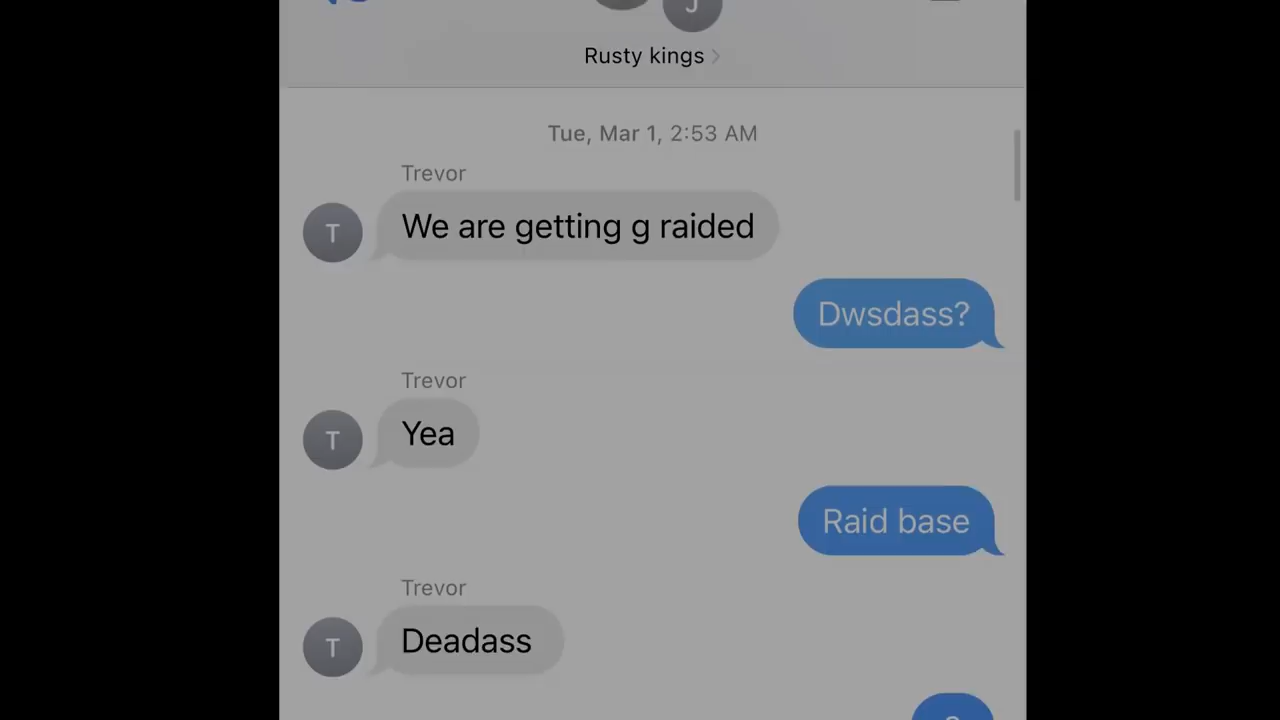 J
Rusty kings
Tue, Mar 1, 2:53 AM
Trevor
T
We are getting g raided
Dwsdass?
Trevor
T
Yea
Raid base
Trevor
T
Deadass